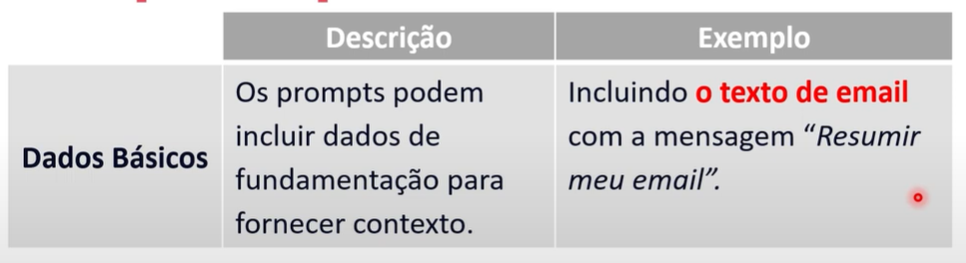 Descrição
Exemplo
Dados Básicos
Os prompts podem
incluir dados de
fundamentação para
fornecer contexto.
Incluindo o texto de email
com a mensagem “Resumir
meu email”.